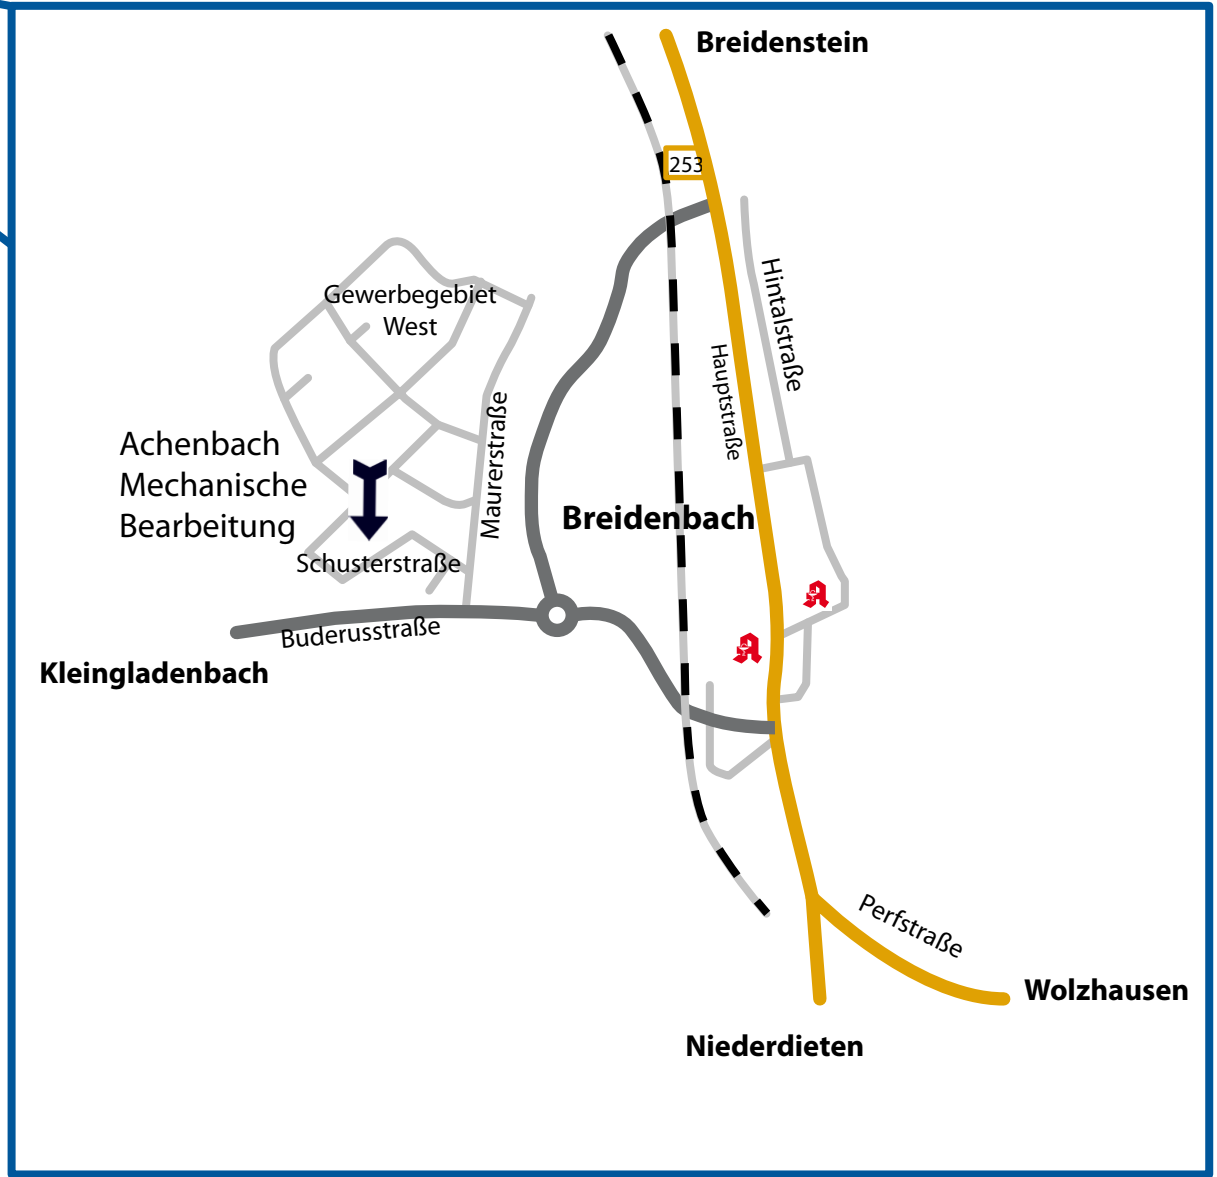 Breidenstein
253
Hintalstraße
Gewerbegebiet
West
Hauptstraße
Maurerstraße
Achenbach
Mechanische
Bearbeitung
Breidenbach
Schusterstraße
A
Buderusstraße
A
Kleingladenbach
Perfstraße
Wolzhausen
Niederdieten